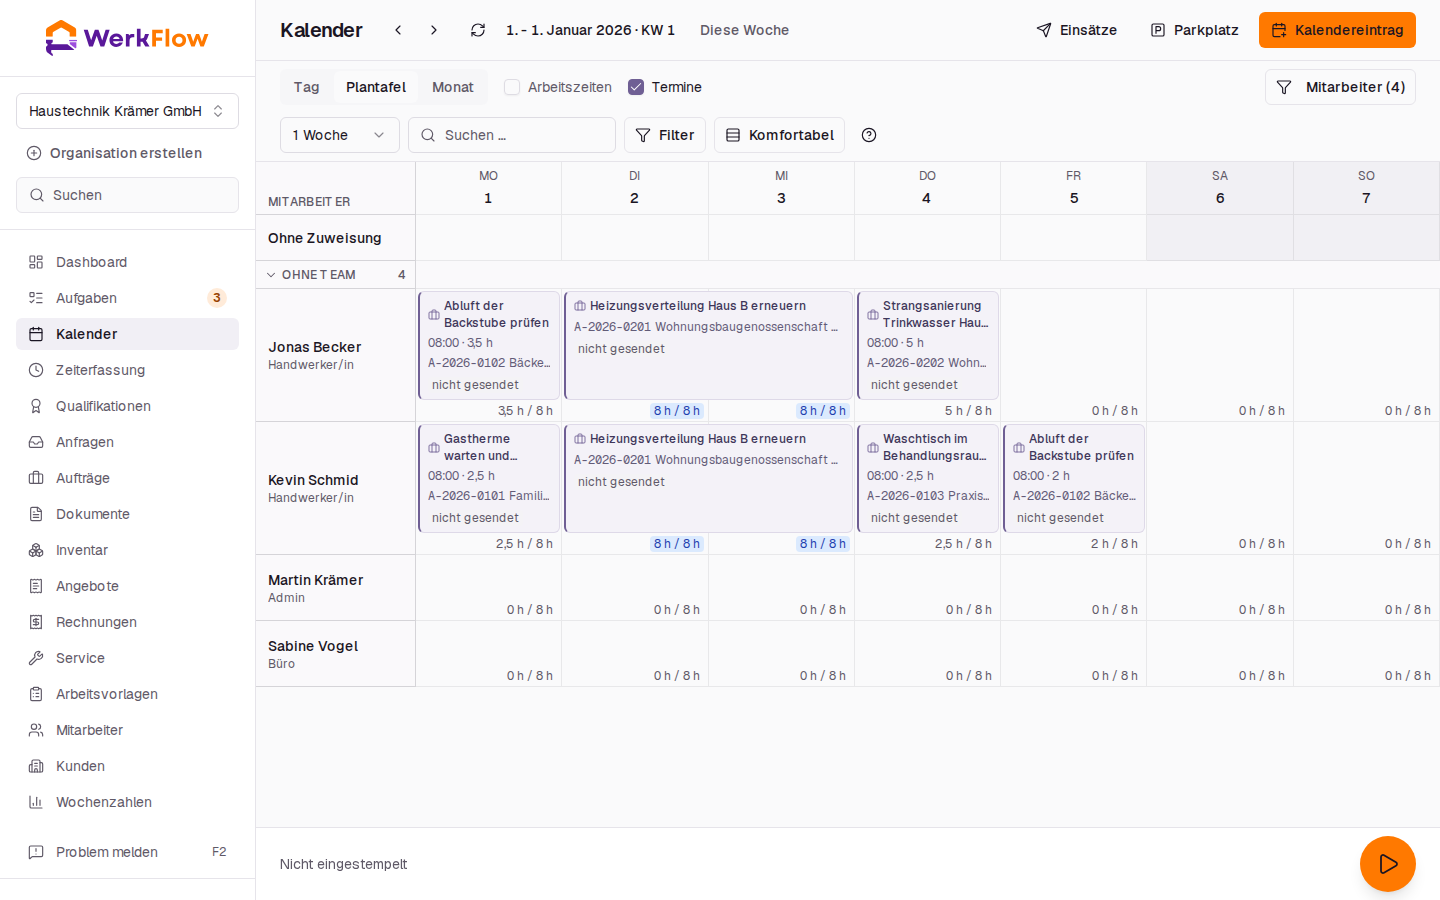 WerkFlow
Haustechnik Krämer GmbH
Organisation erstellen
Suchen
Dashboard
Aufgaben 3
Kalender
Zeiterfassung
Qualifikationen
Anfragen
Aufträge
Dokumente
Inventar
Angebote
Rechnungen
Service
Arbeitsvorlagen
Mitarbeiter
Kunden
Wochenzahlen
Problem melden F2
Kalender 1. - 1. Januar 2026 · KW 1 Diese Woche Einsätze Parkplatz Kalendereintrag
Tag Plantafel Monat Arbeitszeiten Termine Mitarbeiter (4)
1 Woche Suchen ... Filter Komfortabel
MITARBEITER MO 1 DI 2 MI 3 DO 4 FR 5 SA 6 SO 7
Ohne Zuweisung
OHNE TEAM 4
Jonas Becker
Handwerker/in
Abluft der
Backstube prüfen
08:00 · 3,5 h
A-2026-0102 Bäcke...
nicht gesendet
Heizungsverteilung Haus B erneuern
A-2026-0201 Wohnungsbaugenossenschaft ...
nicht gesendet
Strangsanierung
Trinkwasser Hau...
08:00 · 5 h
A-2026-0202 Wohn...
nicht gesendet
3,5 h / 8 h 8 h / 8 h 8 h / 8 h 5 h / 8 h 0 h / 8 h 0 h / 8 h 0 h / 8 h
Kevin Schmid
Handwerker/in
Gastherme
warten und...
08:00 · 2,5 h
A-2026-0101 Famili...
nicht gesendet
Heizungsverteilung Haus B erneuern
A-2026-0201 Wohnungsbaugenossenschaft ...
nicht gesendet
Waschtisch im
Behandlungsrau...
08:00 · 2,5 h
A-2026-0103 Praxis...
nicht gesendet
Abluft der
Backstube prüfen
08:00 · 2 h
A-2026-0102 Bäcke...
nicht gesendet
2,5 h / 8 h 8 h / 8 h 8 h / 8 h 2,5 h / 8 h 2 h / 8 h 0 h / 8 h 0 h / 8 h
Martin Krämer
Admin
0 h / 8 h 0 h / 8 h 0 h / 8 h 0 h / 8 h 0 h / 8 h 0 h / 8 h 0 h / 8 h
Sabine Vogel
Büro
0 h / 8 h 0 h / 8 h 0 h / 8 h 0 h / 8 h 0 h / 8 h 0 h / 8 h 0 h / 8 h
Nicht eingestempelt